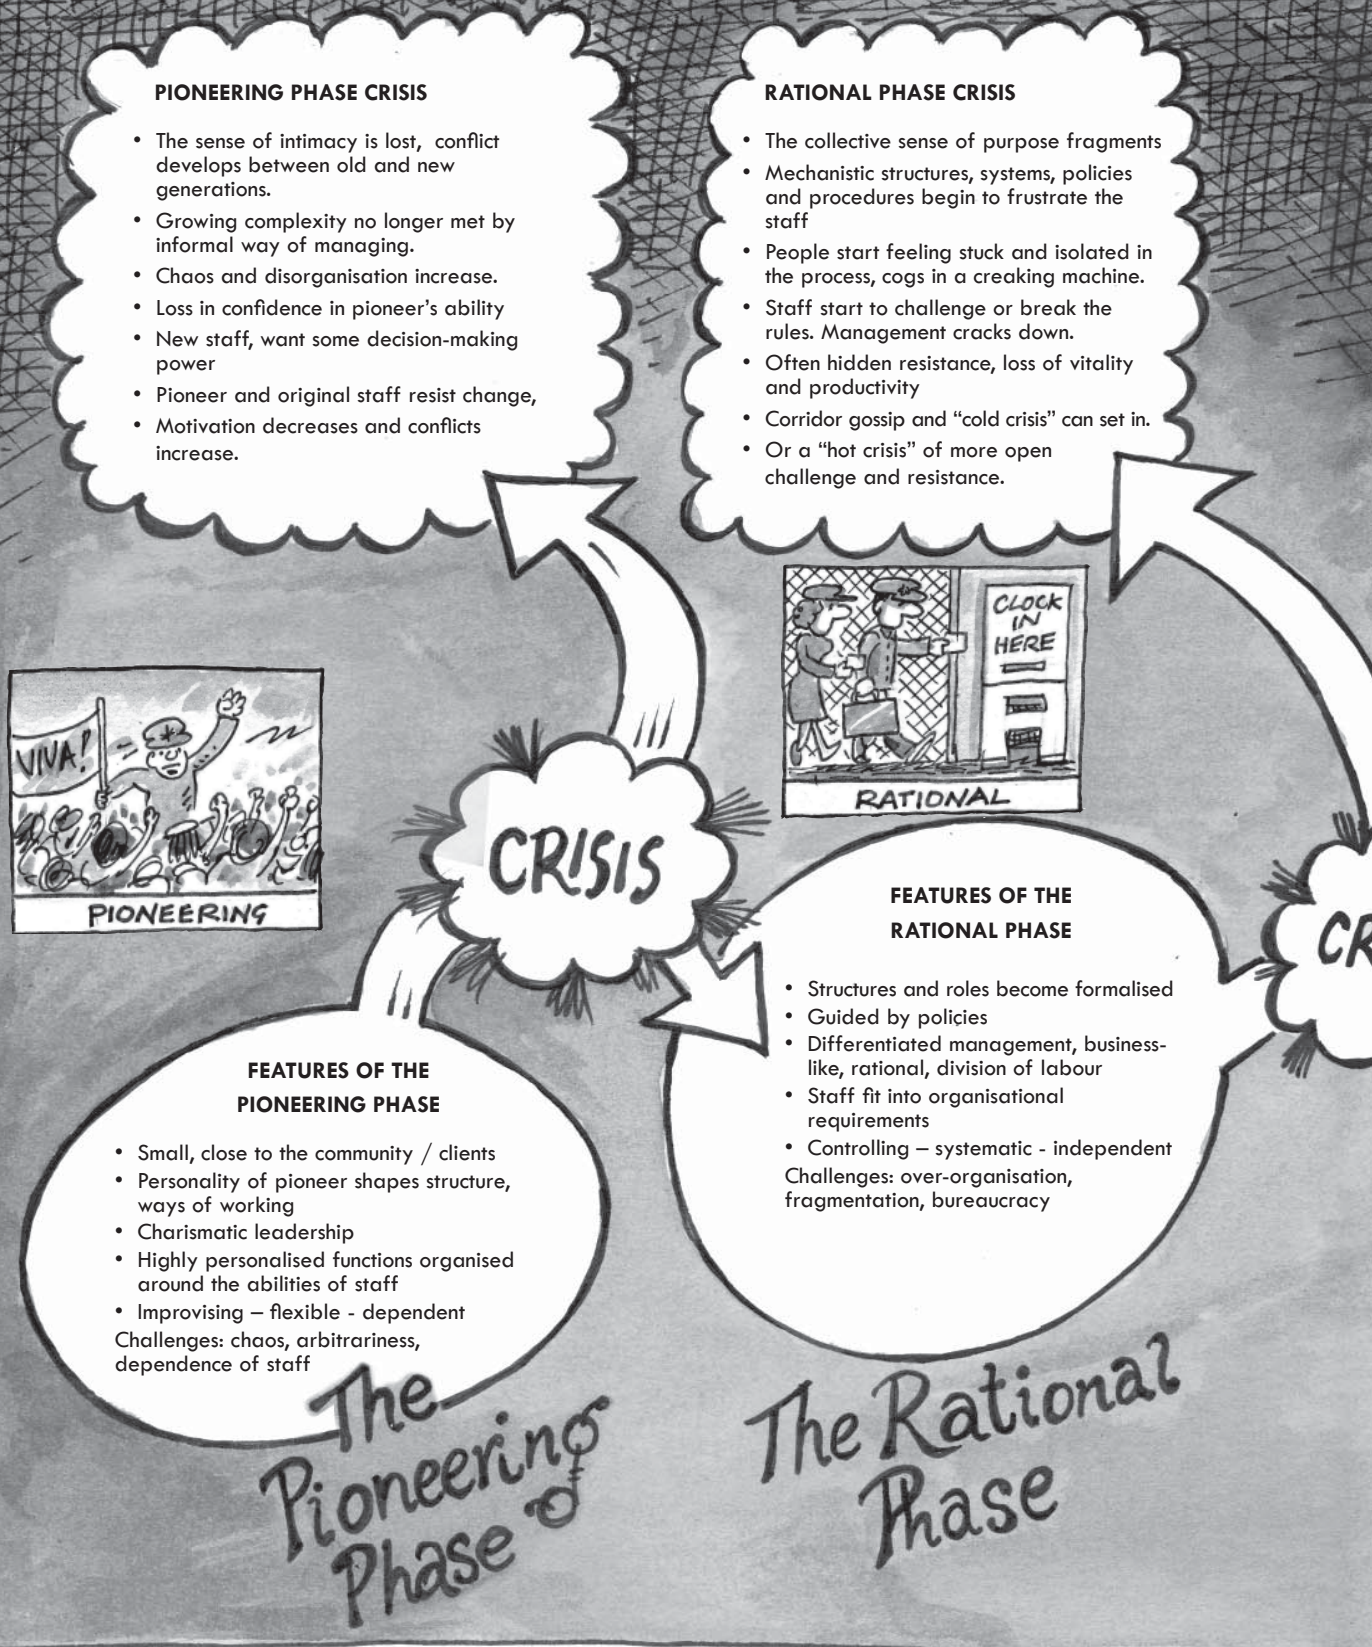 PIONEERING PHASE CRISIS
• The sense of intimacy is lost,  conflict
develops between old and new
generations.
• Growing complexity no longer met by
informal way of managing.
• Chaos and disorganisation increase.
• Loss in confidence in pioneer's ability
• New staff, want some decision-making
power
• Pioneer and original staff resist change,
• Motivation decreases and conflicts
increase.
RATIONAL PHASE CRISIS
• The collective sense of purpose fragments
• Mechanistic structures, systems, policies
and procedures begin to frustrate the
staff
• People start feeling stuck and isolated in
the process, cogs in a creaking machine.
• Staff start to challenge or break the
rules. Management cracks down.
• Often hidden resistance, loss of vitality
and productivity
• Corridor gossip and “cold crisis” can set in.
• Or a “hot crisis” of more open
challenge and resistance.
CLOCK
IN
HERE
RATIONAL
VIVA!
PIONEERING
CRISIS
CR
FEATURES OF THE
RATIONAL PHASE
• Structures and roles become formalised
• Guided by policies
• Differentiated management, business-
like, rational, division of labour
• Staff fit into organisational
requirements
• Controlling – systematic - independent
Challenges: over-organisation,
fragmentation, bureaucracy
FEATURES OF THE
PIONEERING PHASE
• Small, close to the community / clients
• Personality of pioneer shapes structure,
ways of working
• Charismatic leadership
• Highly personalised functions organised
around the abilities of staff
• Improvising – flexible - dependent
Challenges: chaos, arbitrariness,
dependence of staff
The
Pioneering
Phase
The Rational
Phase